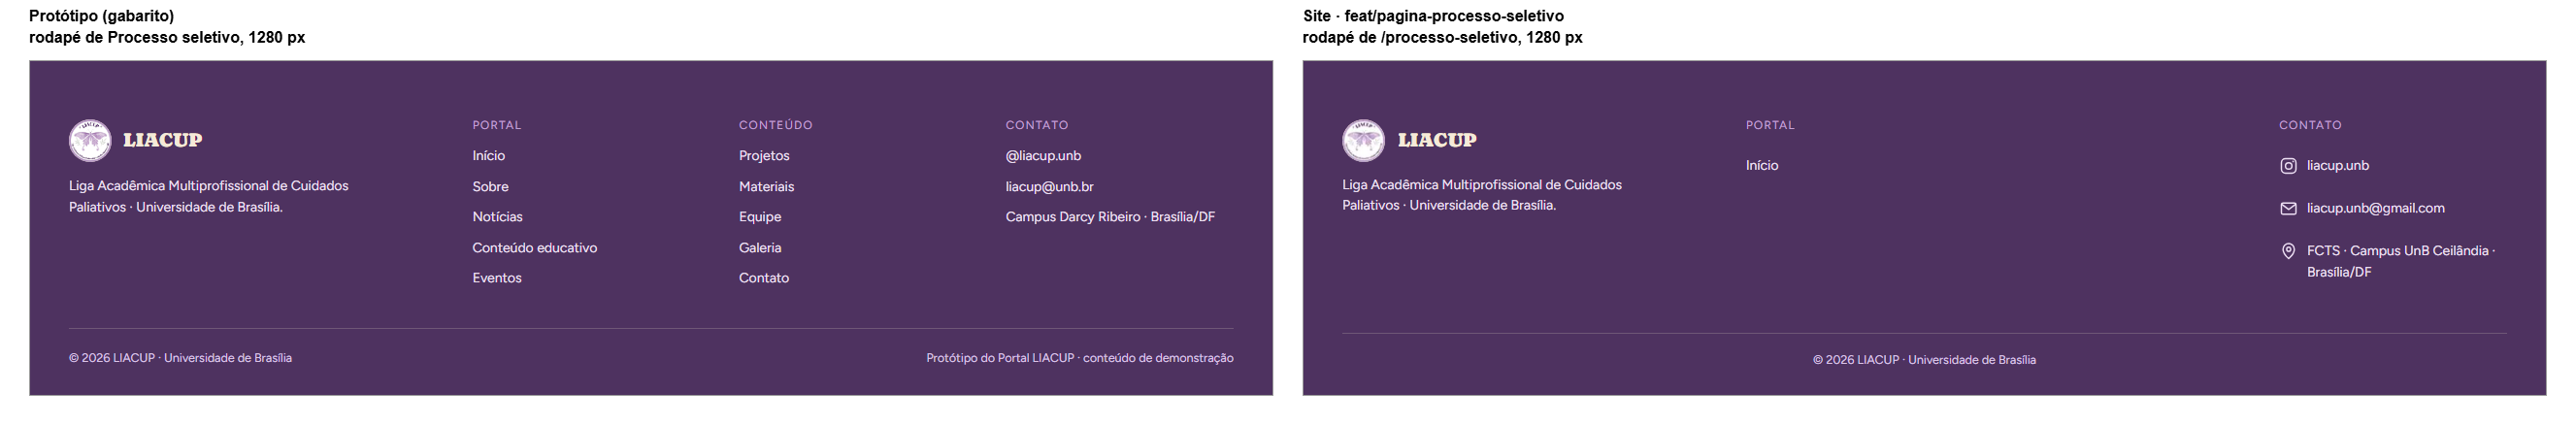 Protótipo (gabarito)
rodapé de Processo seletivo, 1280 px
LIACUP
LIACUP
Liga Acadêmica Multiprofissional de Cuidados
Paliativos · Universidade de Brasília.
PORTAL
Início
Sobre
Notícias
Conteúdo educativo
Eventos
CONTEÚDO
Projetos
Materiais
Equipe
Galeria
Contato
CONTATO
@liacup.unb
liacup@unb.br
Campus Darcy Ribeiro · Brasília/DF
© 2026 LIACUP · Universidade de Brasília
Protótipo do Portal LIACUP · conteúdo de demonstração
Site · feat/pagina-processo-seletivo
rodapé de /processo-seletivo, 1280 px
LIACUP
LIACUP
Liga Acadêmica Multiprofissional de Cuidados
Paliativos · Universidade de Brasília.
PORTAL
Início
CONTATO
liacup.unb
liacup.unb@gmail.com
FCTS · Campus UnB Ceilândia ·
Brasília/DF
© 2026 LIACUP · Universidade de Brasília